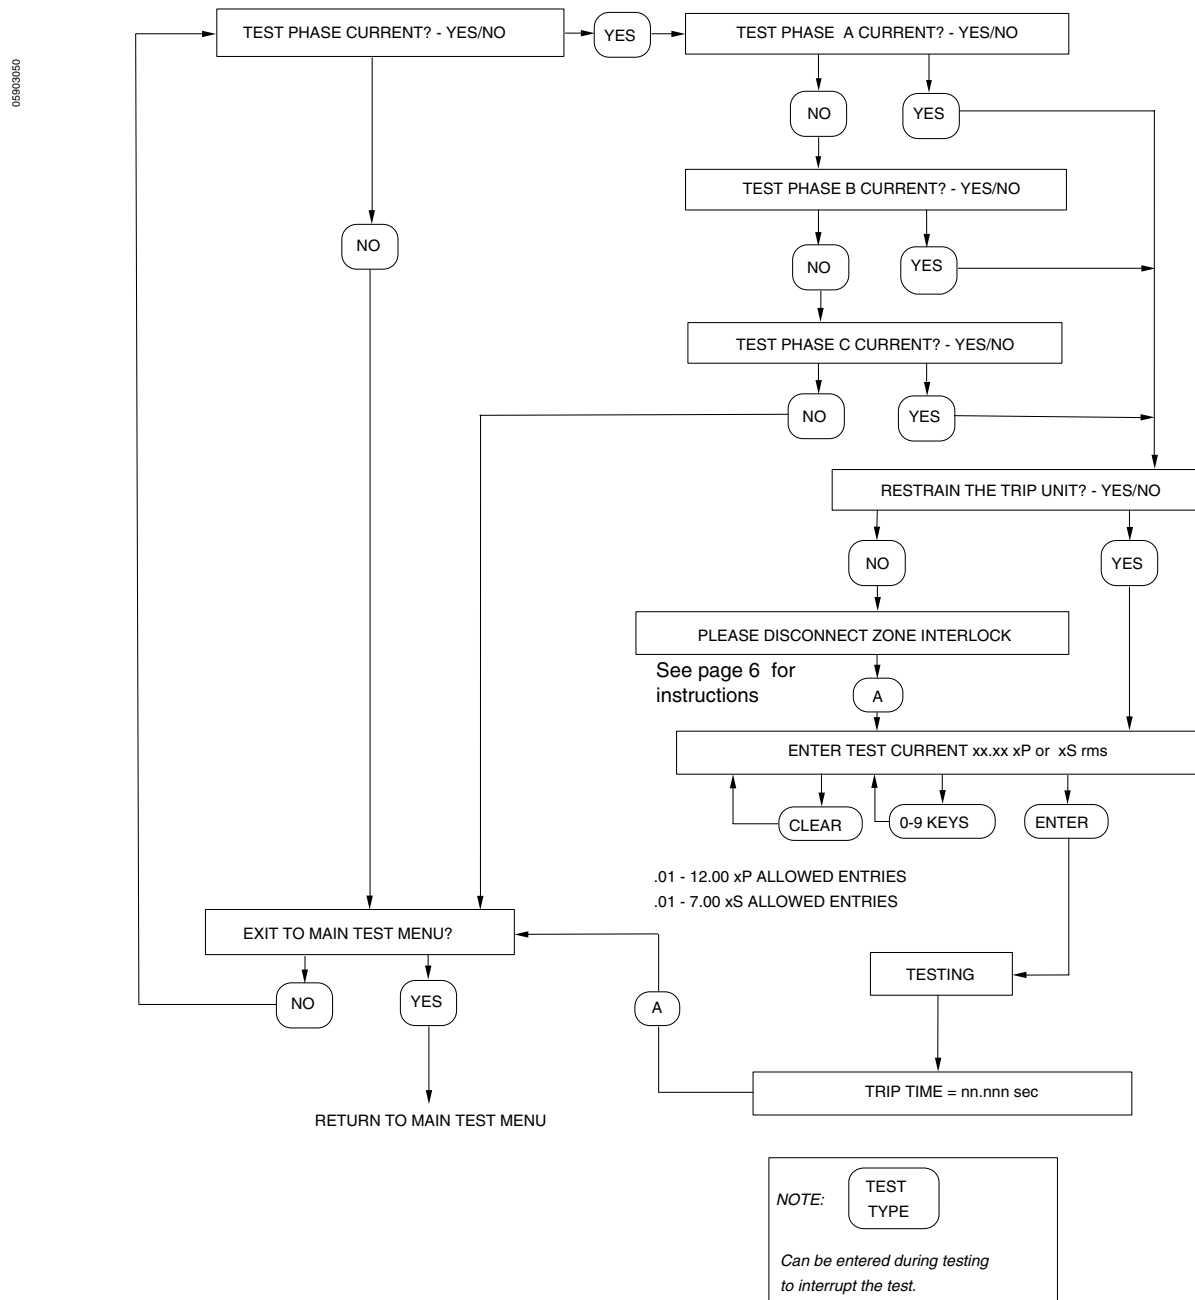 05903050
TEST PHASE CURRENT? - YES/NO
YES
TEST PHASE A CURRENT? - YES/NO
NO
YES
TEST PHASE B CURRENT? - YES/NO
NO
NO
YES
TEST PHASE C CURRENT? - YES/NO
NO
YES
RESTRAIN THE TRIP UNIT? - YES/NO
NO
YES
PLEASE DISCONNECT ZONE INTERLOCK
See page 6 for
instructions
A
ENTER TEST CURRENT xx.xx xP or xS rms
CLEAR
0-9 KEYS
ENTER
.01 - 12.00 xP ALLOWED ENTRIES
.01 - 7.00 xS ALLOWED ENTRIES
EXIT TO MAIN TEST MENU?
TESTING
NO
YES
A
TRIP TIME = nn.nnn sec
RETURN TO MAIN TEST MENU
NOTE:
TEST
TYPE
Can be entered during testing
to interrupt the test.